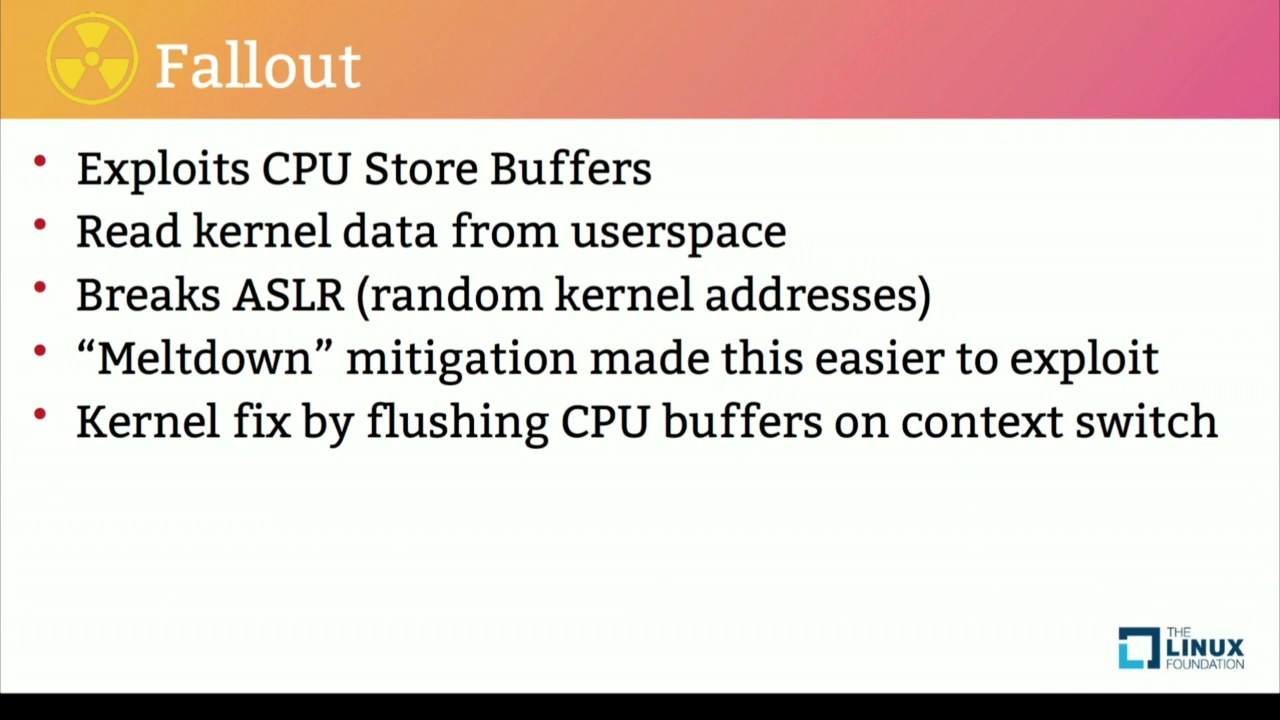 Fallout
• Exploits CPU Store Buffers
• Read kernel data from userspace
• Breaks ASLR (random kernel addresses)
• “Meltdown” mitigation made this easier to exploit
• Kernel fix by flushing CPU buffers on context switch
THE
LINUX
FOUNDATION